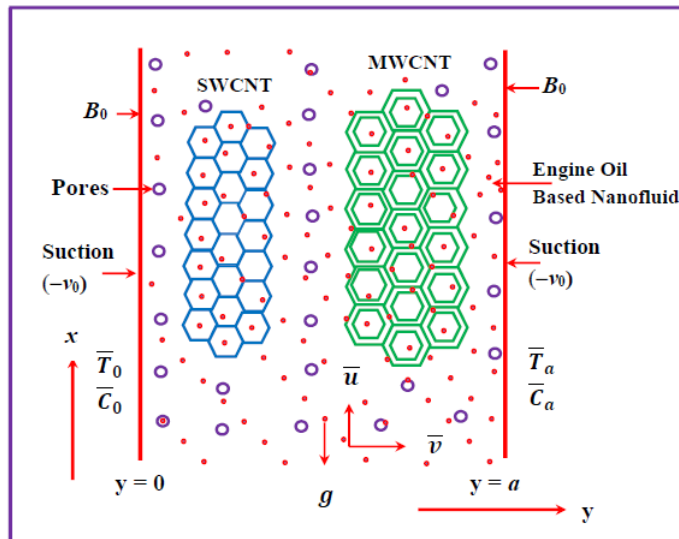 SWCNT
MWCNT
B₀
B₀
Pores
Engine Oil
Based Nanofluid
Suction
(−v₀)
Suction
(−v₀)
x
T̅₀
C̅₀
u̅
T̅ₐ
C̅ₐ
v̅
y = 0
g
y = a
y